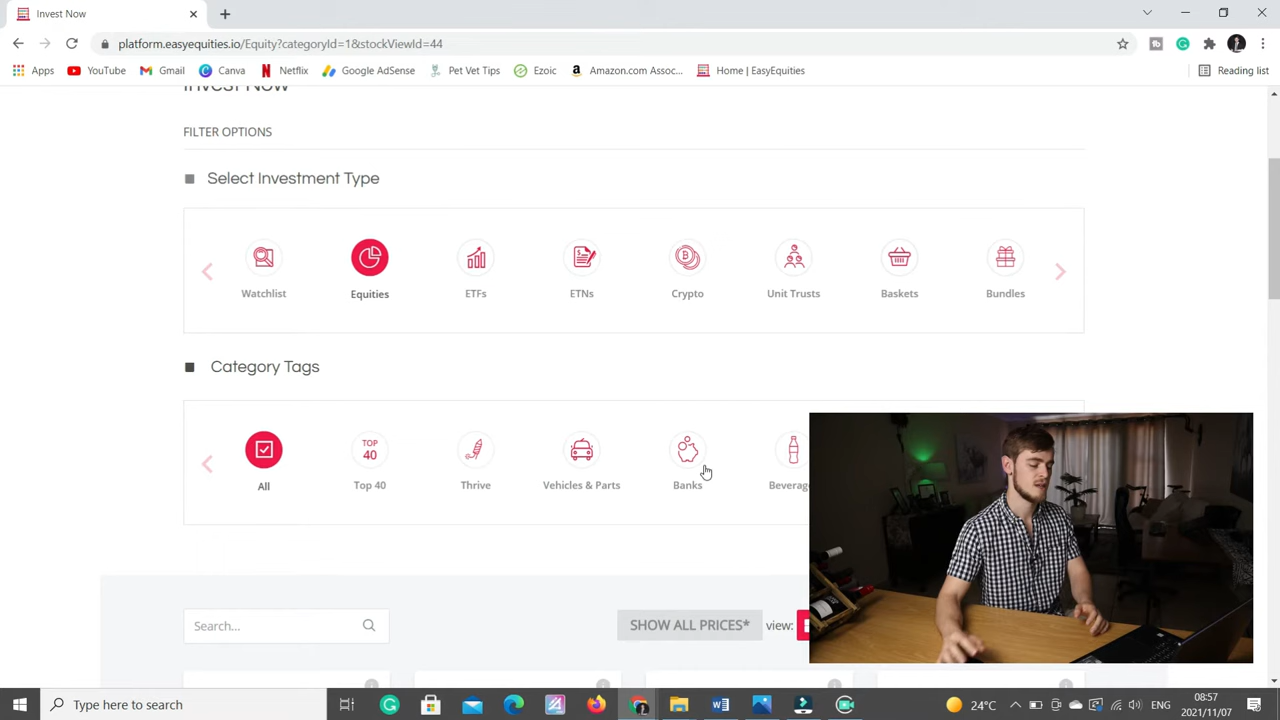 Invest Now
platform.easyequities.io/Equity?categoryId=1&stockViewId=44
Apps YouTube Gmail Canva Netflix Google AdSense Pet Vet Tips Ezoic Amazon.com Assoc... Home | EasyEquities Reading list
Invest Now
FILTER OPTIONS
Select Investment Type
Watchlist Equities ETFs ETNs Crypto Unit Trusts Baskets Bundles
Category Tags
TOP
40
All Top 40 Thrive Vehicles & Parts Banks Beverag
Search... SHOW ALL PRICES* view:
Type here to search 24°C ENG 08:57
2021/11/07